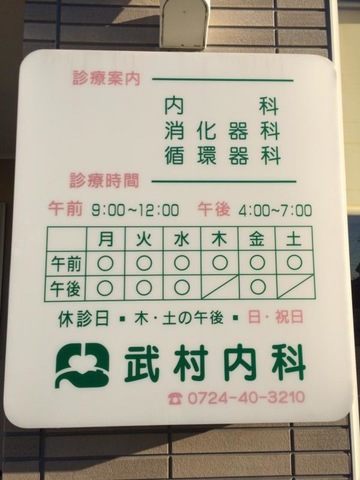 診療案内
内科
消化器科
循環器科
診療時間
午前 9:00~12:00 午後 4:00~7:00
月 火 水 木 金 土
午前 ○ ○ ○ ○ ○ ○
午後 ○ ○ ○ / ○ /
休診日 ▪ 木・土の午後 ▪ 日・祝日
武村内科
☎ 0724-40-3210